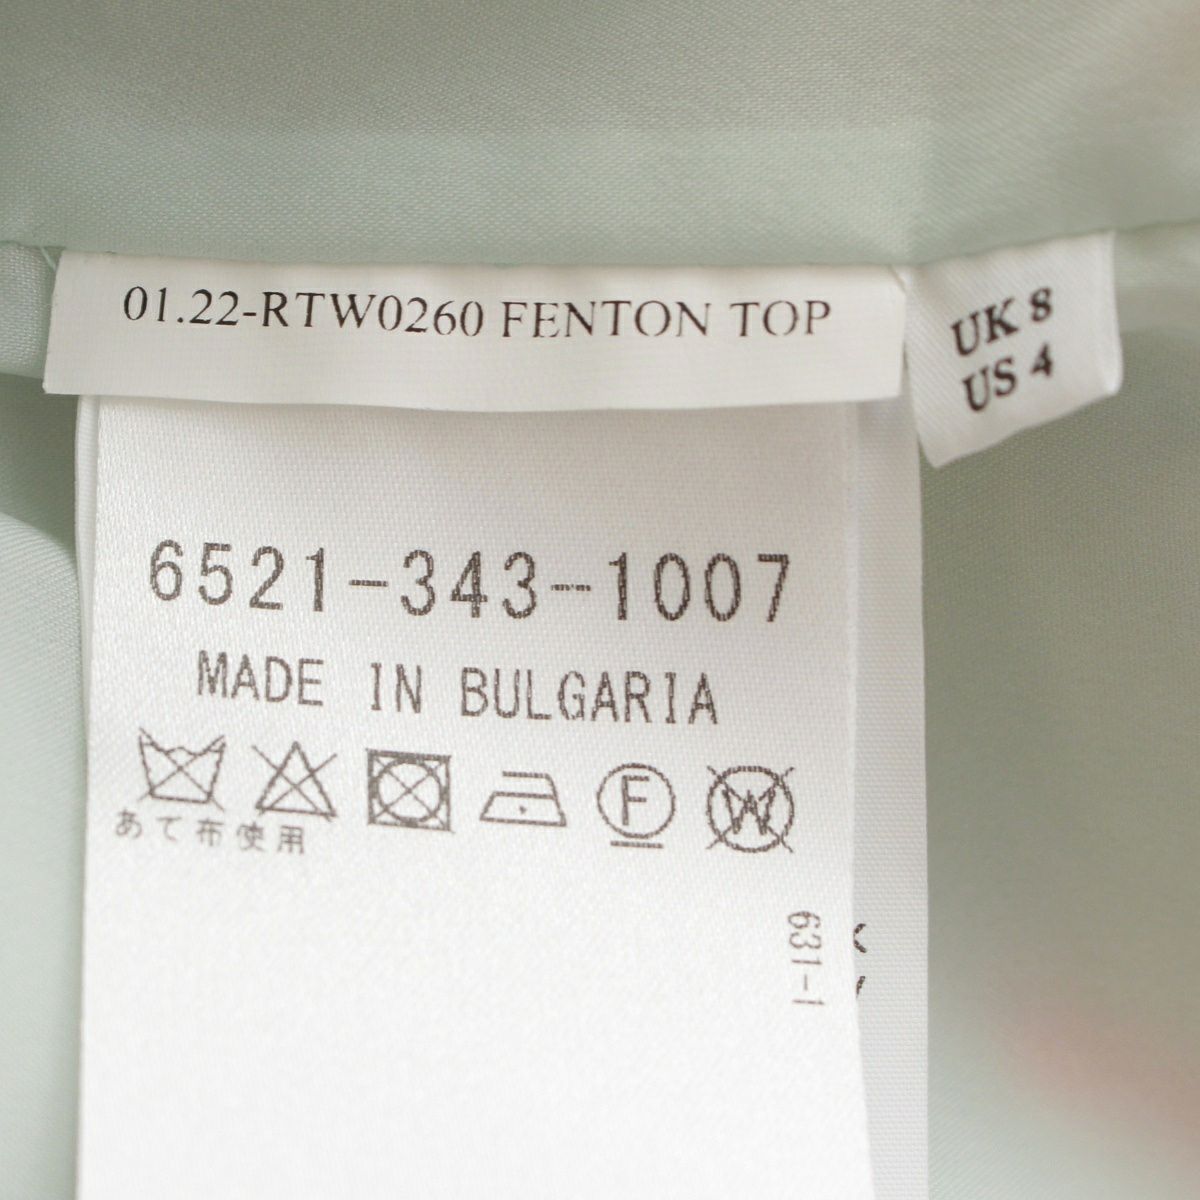 01.22-RTW0260 FENTON TOP
UK 8
US 4
6521-343-1007
MADE IN BULGARIA
F W
あて布使用
631-1